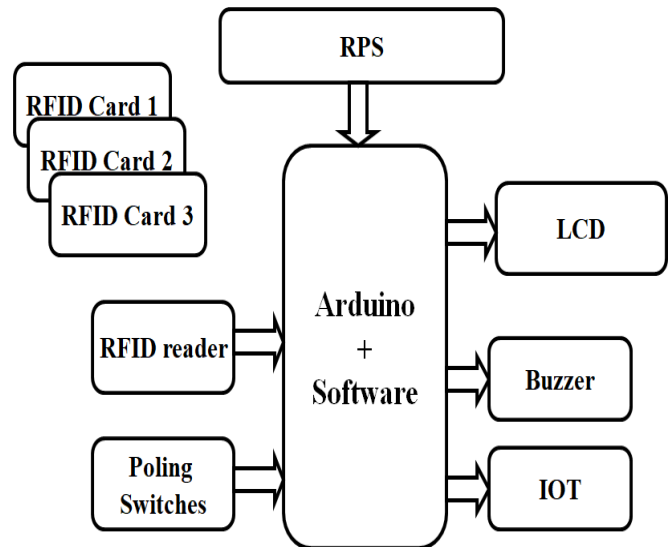 RPS
RFID Card 1
RFID Card 2
RFID Card 3
RFID reader
Poling
Switches
Arduino
+
Software
LCD
Buzzer
IOT